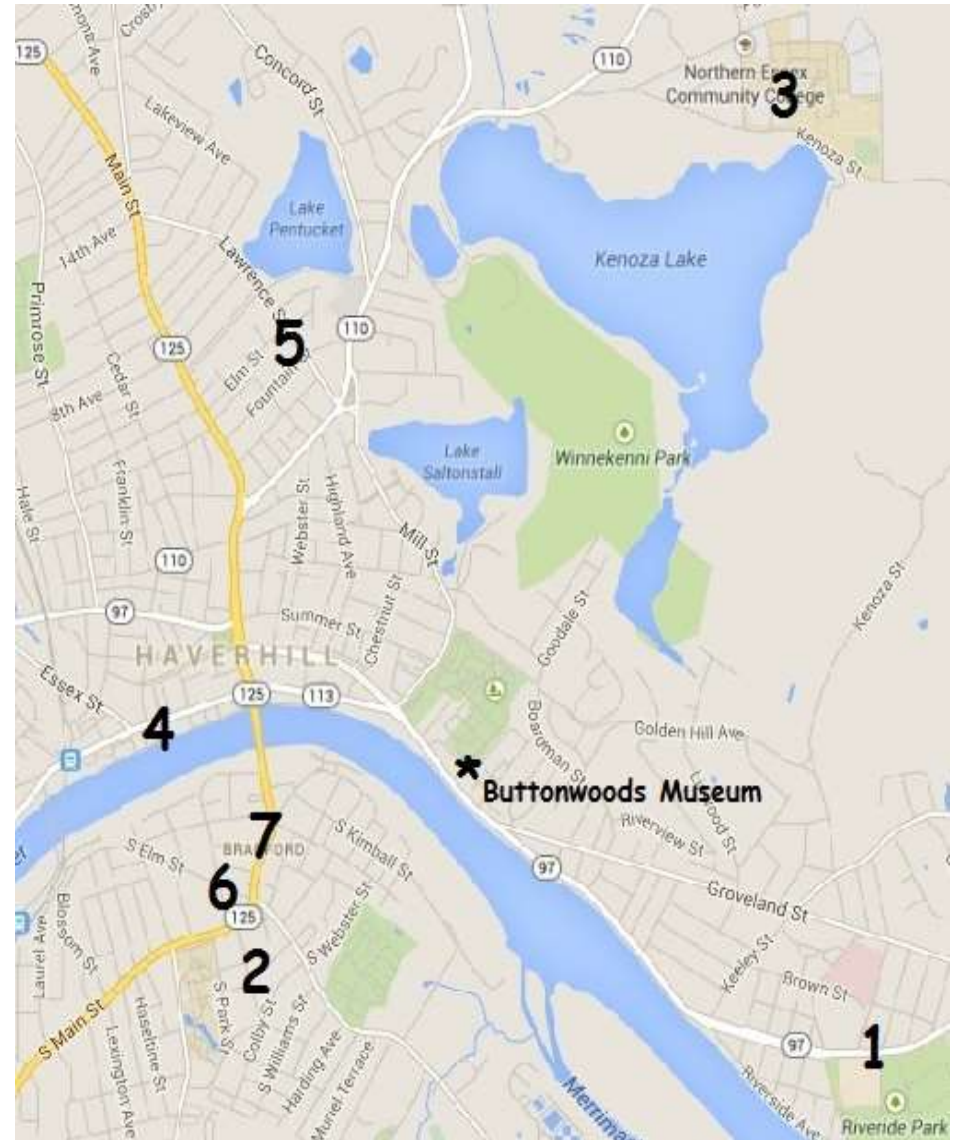 125
Crosby
Concord St
110
Northern Essex
Community College
3
Kenoza St
Lakeview Ave
Main St
Lake
Pentucket
Kenoza Lake
14th Ave
Lawrence St
Primrose St
5
110
125
Elm St
Fountain St
Cedar St
8th Ave
Lake
Saltonstall
Winnekenni Park
Franklin St
Hale St
Webster St
Highland Ave
Mill St
110
97
Summer St
Chestnut St
Goodale St
Kenoza St
HAVERHILL
Essex St
125
113
4
Boardman St
Golden Hill Ave
*
Buttonwoods Museum
7
BRADFORD
S Elm St
S Kimball St
Riverview St
97
6
125
Groveland St
Blossom St
Laurel Ave
S Webster St
2
Keeley St
Brown St
S Main St
Haseltine St
Lexington Ave
S Park St
Colby St
S Williams St
Harding Ave
Muriel Terrace
97
1
Riverside Ave
Merrimac
Riveride Park